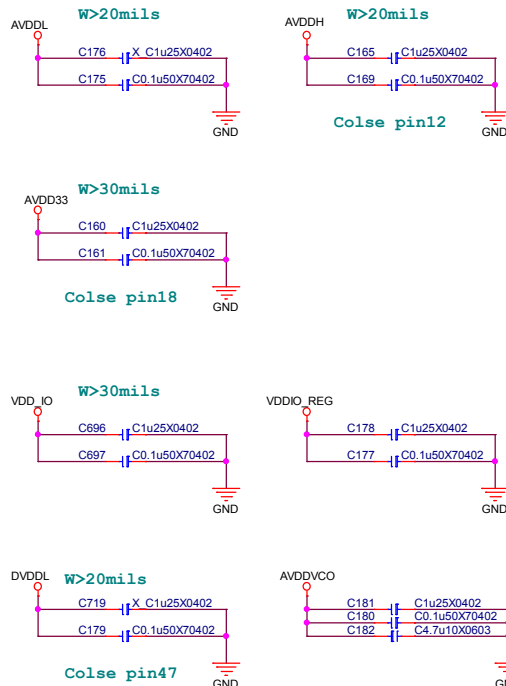 W>20mils
AVDDL
C176 X_C1u25X0402
C175 C0.1u50X70402
GND
W>20mils
AVDDH
C165 C1u25X0402
C169 C0.1u50X70402
GND
Colse pin12
W>30mils
AVDD33
C160 C1u25X0402
C161 C0.1u50X70402
Colse pin18
GND
W>30mils
VDD_IO
C696 C1u25X0402
C697 C0.1u50X70402
GND
VDDIO_REG
C178 C1u25X0402
C177 C0.1u50X70402
GND
W>20mils
DVDDL
C719 X_C1u25X0402
C179 C0.1u50X70402
Colse pin47
GND
AVDDVCO
C181 C1u25X0402
C180 C0.1u50X70402
C182 C4.7u10X0603